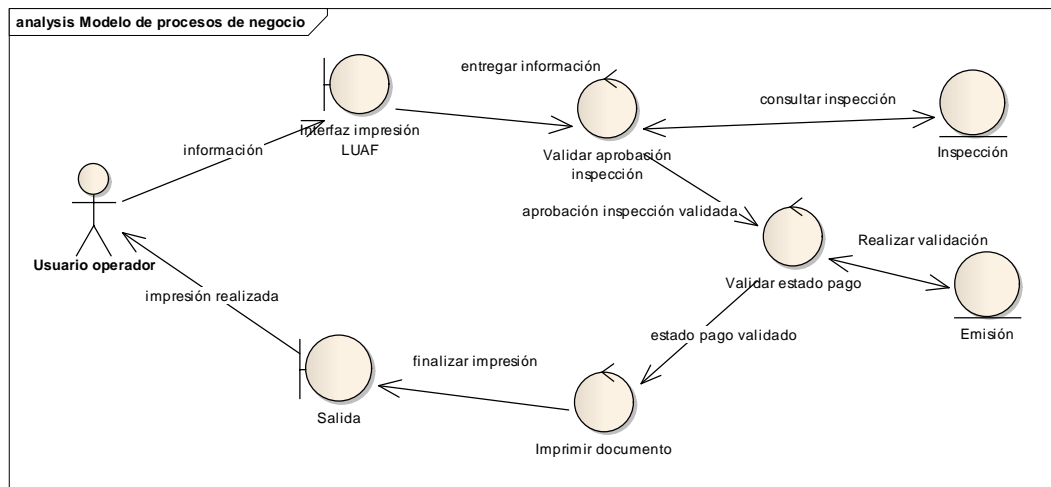 analysis Modelo de procesos de negocio
entregar información
consultar inspección
Interfaz impresión
LUAF
información
Validar aprobación
inspección
Inspección
aprobación inspección validada
Realizar validación
Usuario operador
Validar estado pago
impresión realizada
Emisión
estado pago validado
finalizar impresión
Salida
Imprimir documento